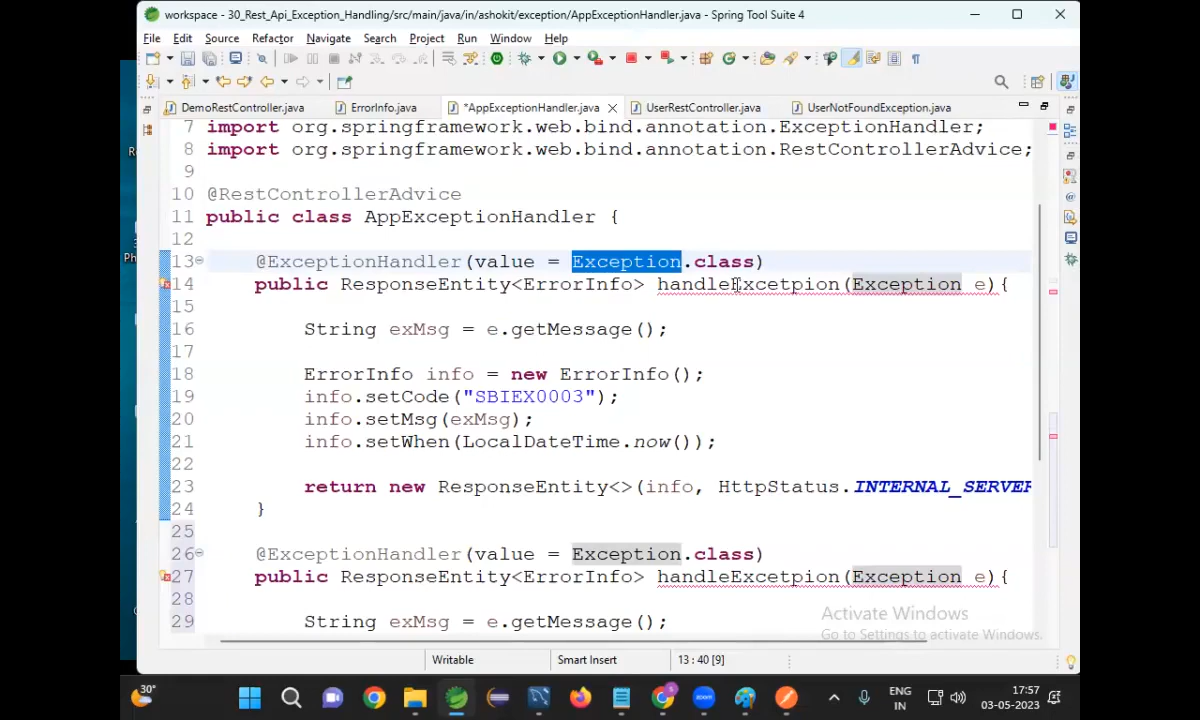 workspace - 30_Rest_Api_Exception_Handling/src/main/java/in/ashokit/exception/AppExceptionHandler.java - Spring Tool Suite 4
File Edit Source Refactor Navigate Search Project Run Window Help
DemoRestController.java ErrorInfo.java *AppExceptionHandler.java UserRestController.java UserNotFoundException.java
7 import org.springframework.web.bind.annotation.ExceptionHandler;
8 import org.springframework.web.bind.annotation.RestControllerAdvice;
9
10 @RestControllerAdvice
11 public class AppExceptionHandler {
12
13 @ExceptionHandler(value = Exception.class)
14 public ResponseEntity<ErrorInfo> handleExcetpion(Exception e){
15
16 String exMsg = e.getMessage();
17
18 ErrorInfo info = new ErrorInfo();
19 info.setCode("SBIEX0003");
20 info.setMsg(exMsg);
21 info.setWhen(LocalDateTime.now());
22
23 return new ResponseEntity<>(info, HttpStatus.INTERNAL_SERVER
24 }
25
26 @ExceptionHandler(value = Exception.class)
27 public ResponseEntity<ErrorInfo> handleExcetpion(Exception e){
28
29 String exMsg = e.getMessage();
Activate Windows
Go to Settings to activate Windows.
Writable Smart Insert 13 : 40 [9]
30°
ENG
IN
17:57
03-05-2023